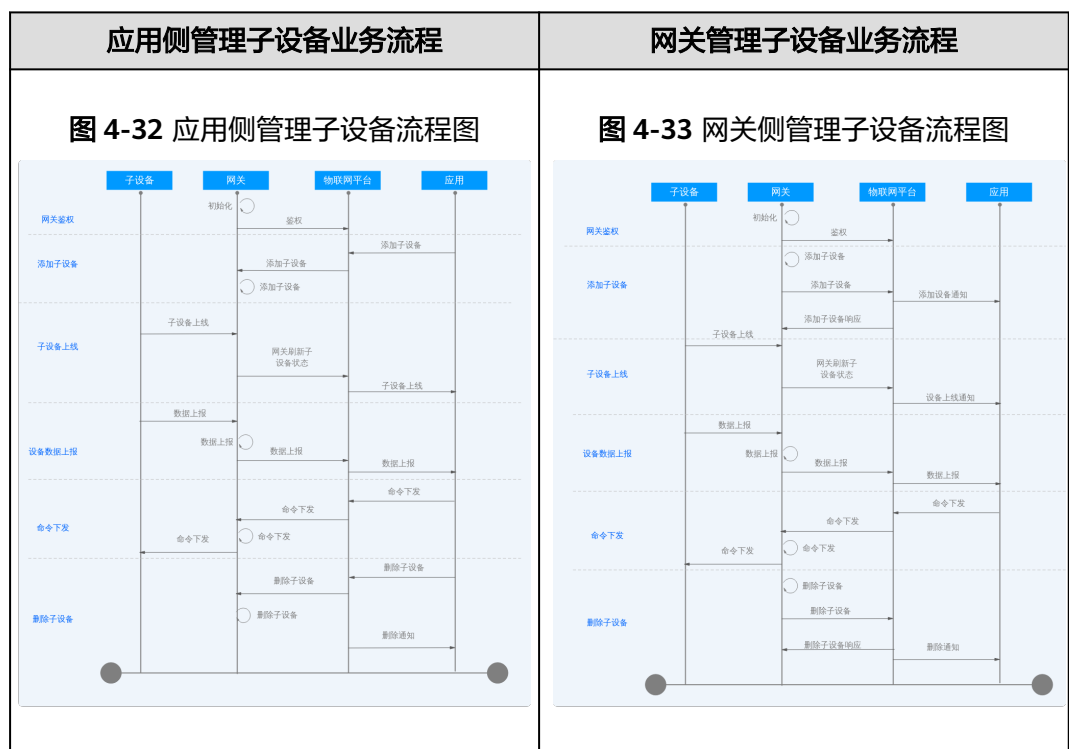 应用侧管理子设备业务流程
网关管理子设备业务流程
图 4-32 应用侧管理子设备流程图
子设备
网关
物联网平台
应用
初始化
网关鉴权
鉴权
添加子设备
添加子设备
添加子设备
添加子设备
子设备上线
子设备上线
网关刷新子
设备状态
子设备上线
数据上报
数据上报
设备数据上报
数据上报
数据上报
命令下发
命令下发
命令下发
命令下发
命令下发
删除子设备
删除子设备
删除子设备
删除子设备
删除通知
图 4-33 网关侧管理子设备流程图
子设备
网关
物联网平台
应用
初始化
网关鉴权
鉴权
添加子设备
添加子设备
添加子设备
添加设备通知
添加子设备响应
子设备上线
网关刷新子
设备状态
子设备上线
设备上线通知
数据上报
数据上报
设备数据上报
数据上报
数据上报
命令下发
命令下发
命令下发
命令下发
命令下发
删除子设备
删除子设备
删除子设备
删除子设备响应
删除通知